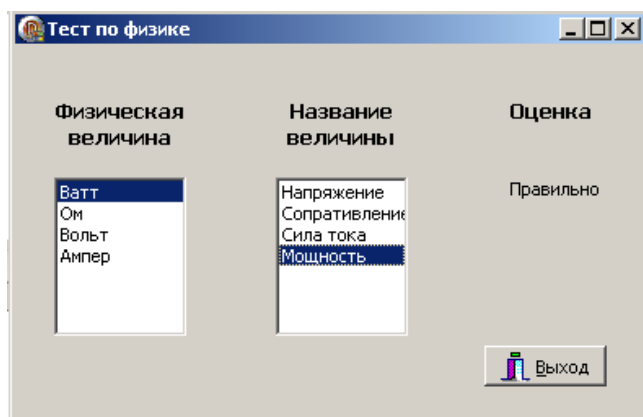 Тест по физике
Физическая
величина
Название
величины
Оценка
Ватт
Ом
Вольт
Ампер
Напряжение
Сопративление
Сила тока
Мощность
Правильно
Выход